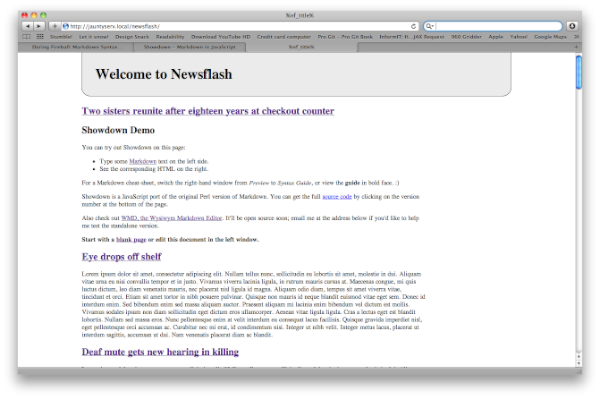 %of_title%
http://jauntyserv.local/newsflash/
Stumble! Let it snow! Design Snack Readability Download YouTube HD Credit card computer Pro Git - Pro Git Book InformIT: It... JAX Request 960 Gridder Apple Yahoo! Google Maps
Daring Fireball: Markdown Syntax ... Showdown - Markdown in JavaScript %of_title%
Welcome to Newsflash
Two sisters reunite after eighteen years at checkout counter
Showdown Demo
You can try out Showdown on this page:
Type some Markdown text on the left side.
See the corresponding HTML on the right.
For a Markdown cheat-sheet, switch the right-hand window from Preview to Syntax Guide, or view the guide in bold face. :)
Showdown is a JavaScript port of the original Perl version of Markdown. You can get the full source code by clicking on the version
number at the bottom of the page.
Also check out WMD, the Wysiwym Markdown Editor. It'll be open source soon; email me at the address below if you'd like to help
me test the standalone version.
Start with a blank page or edit this document in the left window.
Eye drops off shelf
Lorem ipsum dolor sit amet, consectetur adipiscing elit. Nullam tellus nunc, sollicitudin eu lobortis sit amet, molestie in dui. Aliquam
vitae urna eu nisi convallis tempor et in justo. Vivamus viverra lacinia ligula, in rutrum mauris cursus at. Maecenas congue, mi quis
luctus dictum, leo diam venenatis mauris, nec placerat nisl ligula id magna. Aliquam odio diam, tempus sit amet viverra vitae,
tincidunt et orci. Etiam sit amet tortor in nibh posuere pulvinar. Quisque non mauris id neque blandit euismod vitae eget sem. Donec id
interdum enim. Sed bibendum enim sed massa aliquam auctor. Praesent aliquam mi enim bibendum vel dictum est mollis.
Vivamus sodales ipsum non diam sollicitudin eget dictum eros ullamcorper. Aenean vitae ligula ligula. Cras a lectus eget est blandit
lobortis. Nullam sed massa eros. Nunc pellentesque enim at velit interdum eu consequat lacus facilisis. Quisque gravida imperdiet nisl,
eget pellentesque orci accumsan ac. Curabitur nec mi erat, id condimentum nisi. Integer ut nibh velit. Integer metus lacus, placerat ut
interdum sagittis, accumsan at dui. Nam venenatis placerat diam ac blandit.
Deaf mute gets new hearing in killing